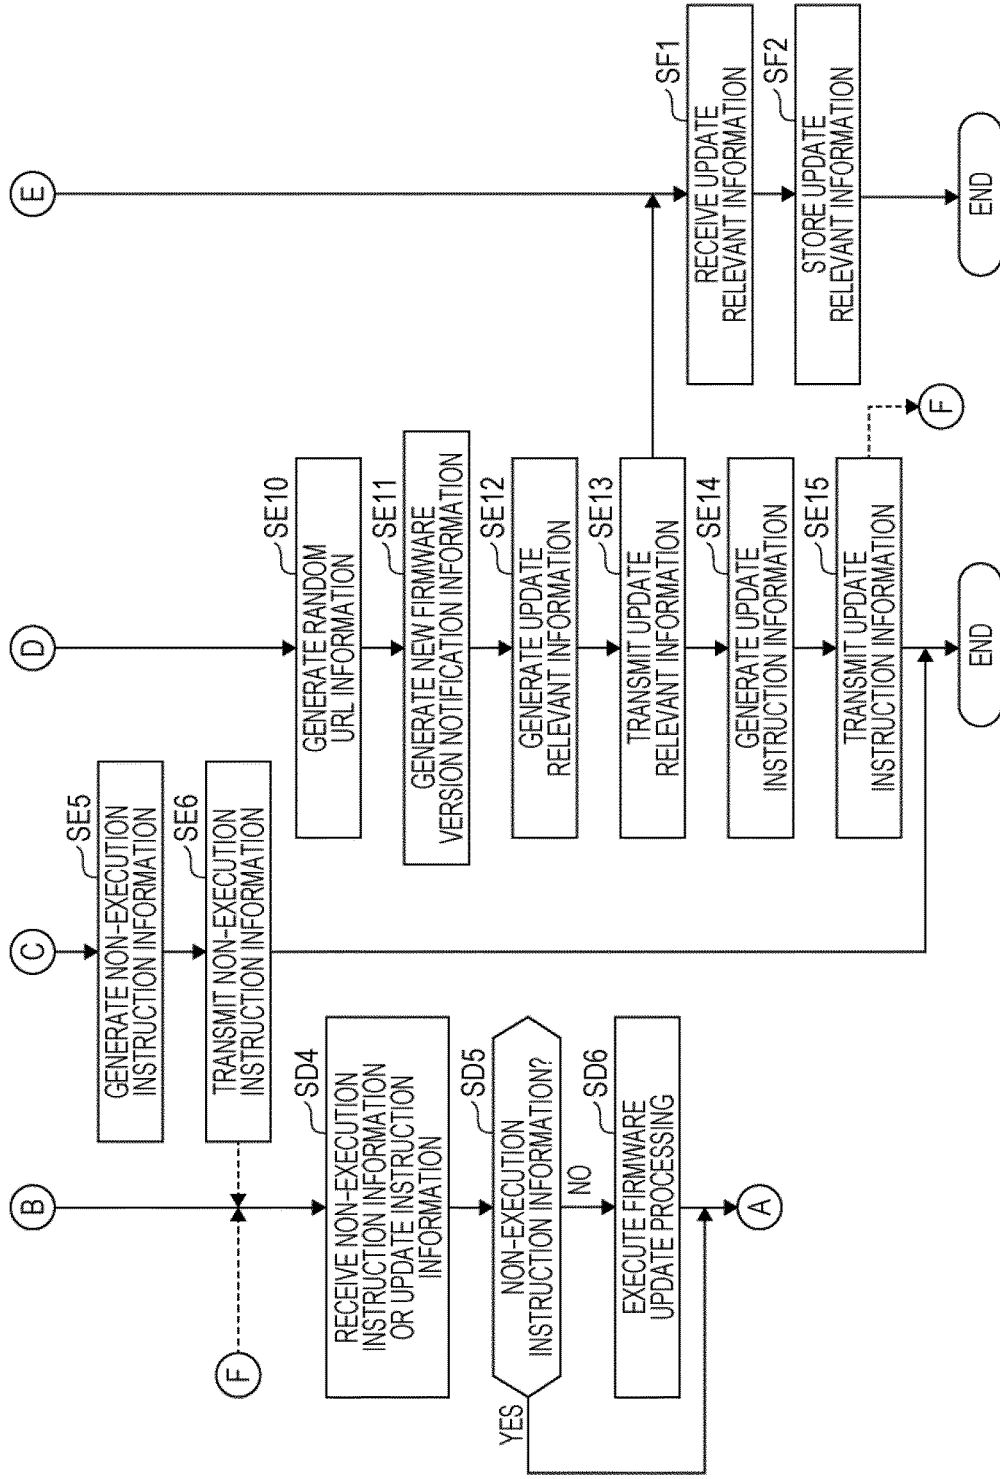 B
F
SD4
RECEIVE NON-EXECUTION
INSTRUCTION INFORMATION
OR UPDATE INSTRUCTION
INFORMATION
SD5
NON-EXECUTION
INSTRUCTION INFORMATION?
YES
NO
SD6
EXECUTE FIRMWARE
UPDATE PROCESSING
A
C
SE5
GENERATE NON-EXECUTION
INSTRUCTION INFORMATION
SE6
TRANSMIT NON-EXECUTION
INSTRUCTION INFORMATION
D
SE10
GENERATE RANDOM
URL INFORMATION
SE11
GENERATE NEW FIRMWARE
VERSION NOTIFICATION INFORMATION
SE12
GENERATE UPDATE
RELEVANT INFORMATION
SE13
TRANSMIT UPDATE
RELEVANT INFORMATION
SE14
GENERATE UPDATE
INSTRUCTION INFORMATION
SE15
TRANSMIT UPDATE
INSTRUCTION INFORMATION
F
END
E
SF1
RECEIVE UPDATE
RELEVANT INFORMATION
SF2
STORE UPDATE
RELEVANT INFORMATION
END